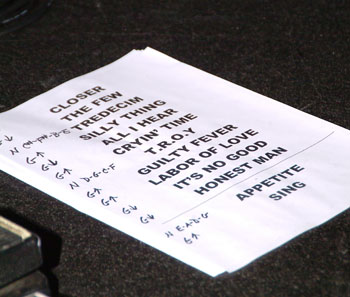 CLOSER
THE FEW
TREDECIM
SILLY THING
ALL I HEAR
CRYIN' TIME
T.R.O.Y
GUILTY FEVER
LABOR OF LOVE
IT'S NO GOOD
HONEST MAN
APPETITE
SING
G↓
G↑
G↑
N D-G-C-F
G↑
G↑
G↓
G↓
N E-A-D-G
G↑